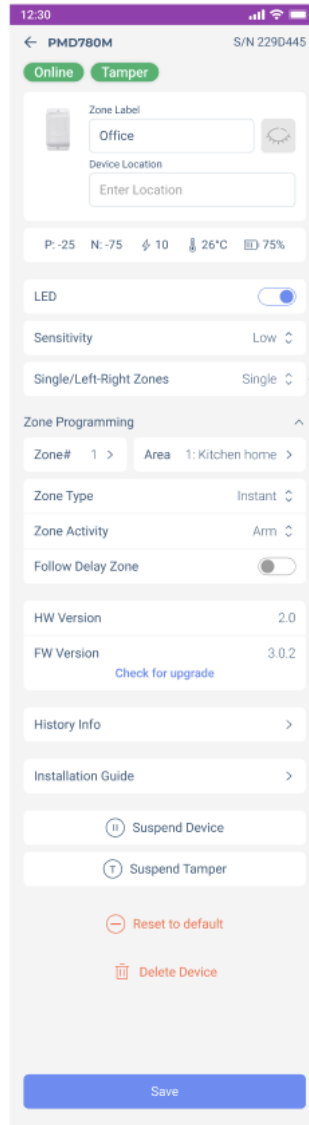 12:30
PMD780M S/N 229D445
Online Tamper
Zone Label
Office
Device Location
Enter Location
P: -25 N: -75 10 26°C 75%
LED
Sensitivity Low
Single/Left-Right Zones Single
Zone Programming
Zone# 1 > Area 1: Kitchen home >
Zone Type Instant
Zone Activity Arm
Follow Delay Zone
HW Version 2.0
FW Version 3.0.2
Check for upgrade
History Info >
Installation Guide >
Suspend Device
T Suspend Tamper
Reset to default
Delete Device
Save